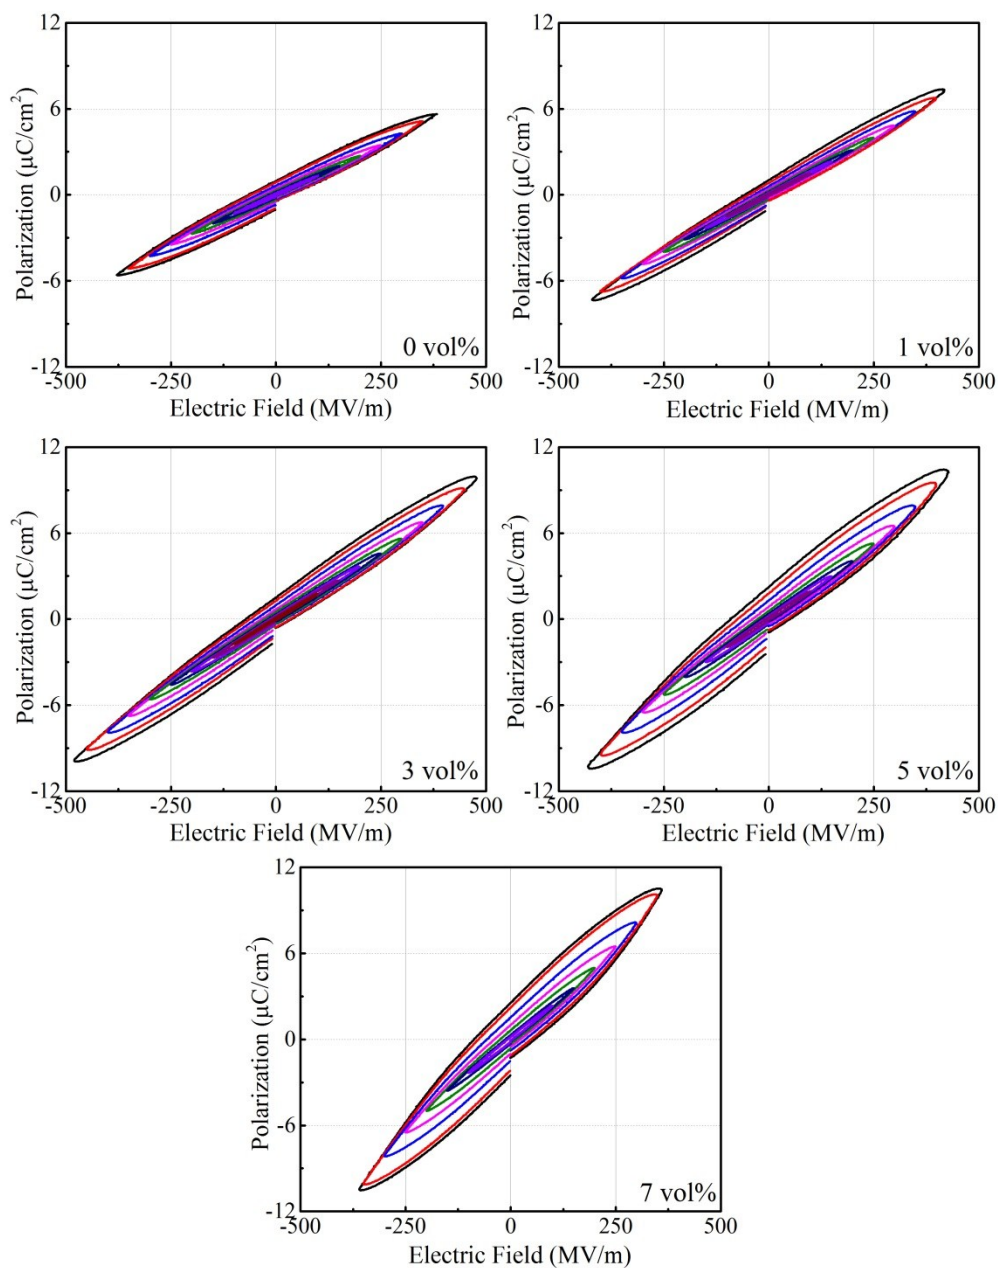 12
6
0
-6
-12
Polarization (μC/cm²)
0 vol%
-500 -250 0 250 500
Electric Field (MV/m)
12
6
0
-6
-12
Polarization (μC/cm²)
1 vol%
-500 -250 0 250 500
Electric Field (MV/m)
12
6
0
-6
-12
Polarization (μC/cm²)
3 vol%
-500 -250 0 250 500
Electric Field (MV/m)
12
6
0
-6
-12
Polarization (μC/cm²)
5 vol%
-500 -250 0 250 500
Electric Field (MV/m)
12
6
0
-6
-12
Polarization (μC/cm²)
7 vol%
-500 -250 0 250 500
Electric Field (MV/m)